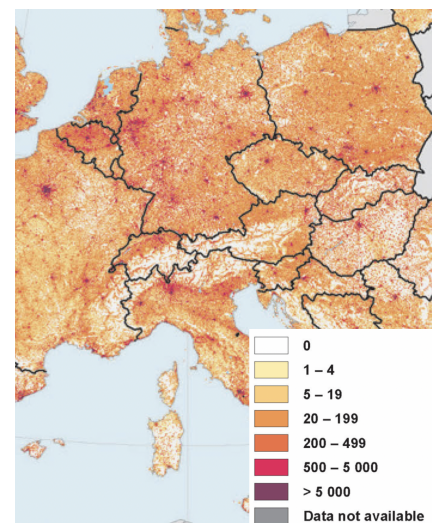 0
1 – 4
5 – 19
20 – 199
200 – 499
500 – 5 000
> 5 000
Data not available